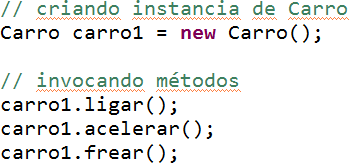 // criando instancia de Carro
Carro carro1 = new Carro();
// invocando métodos
carro1.ligar();
carro1.acelerar();
carro1.frear();